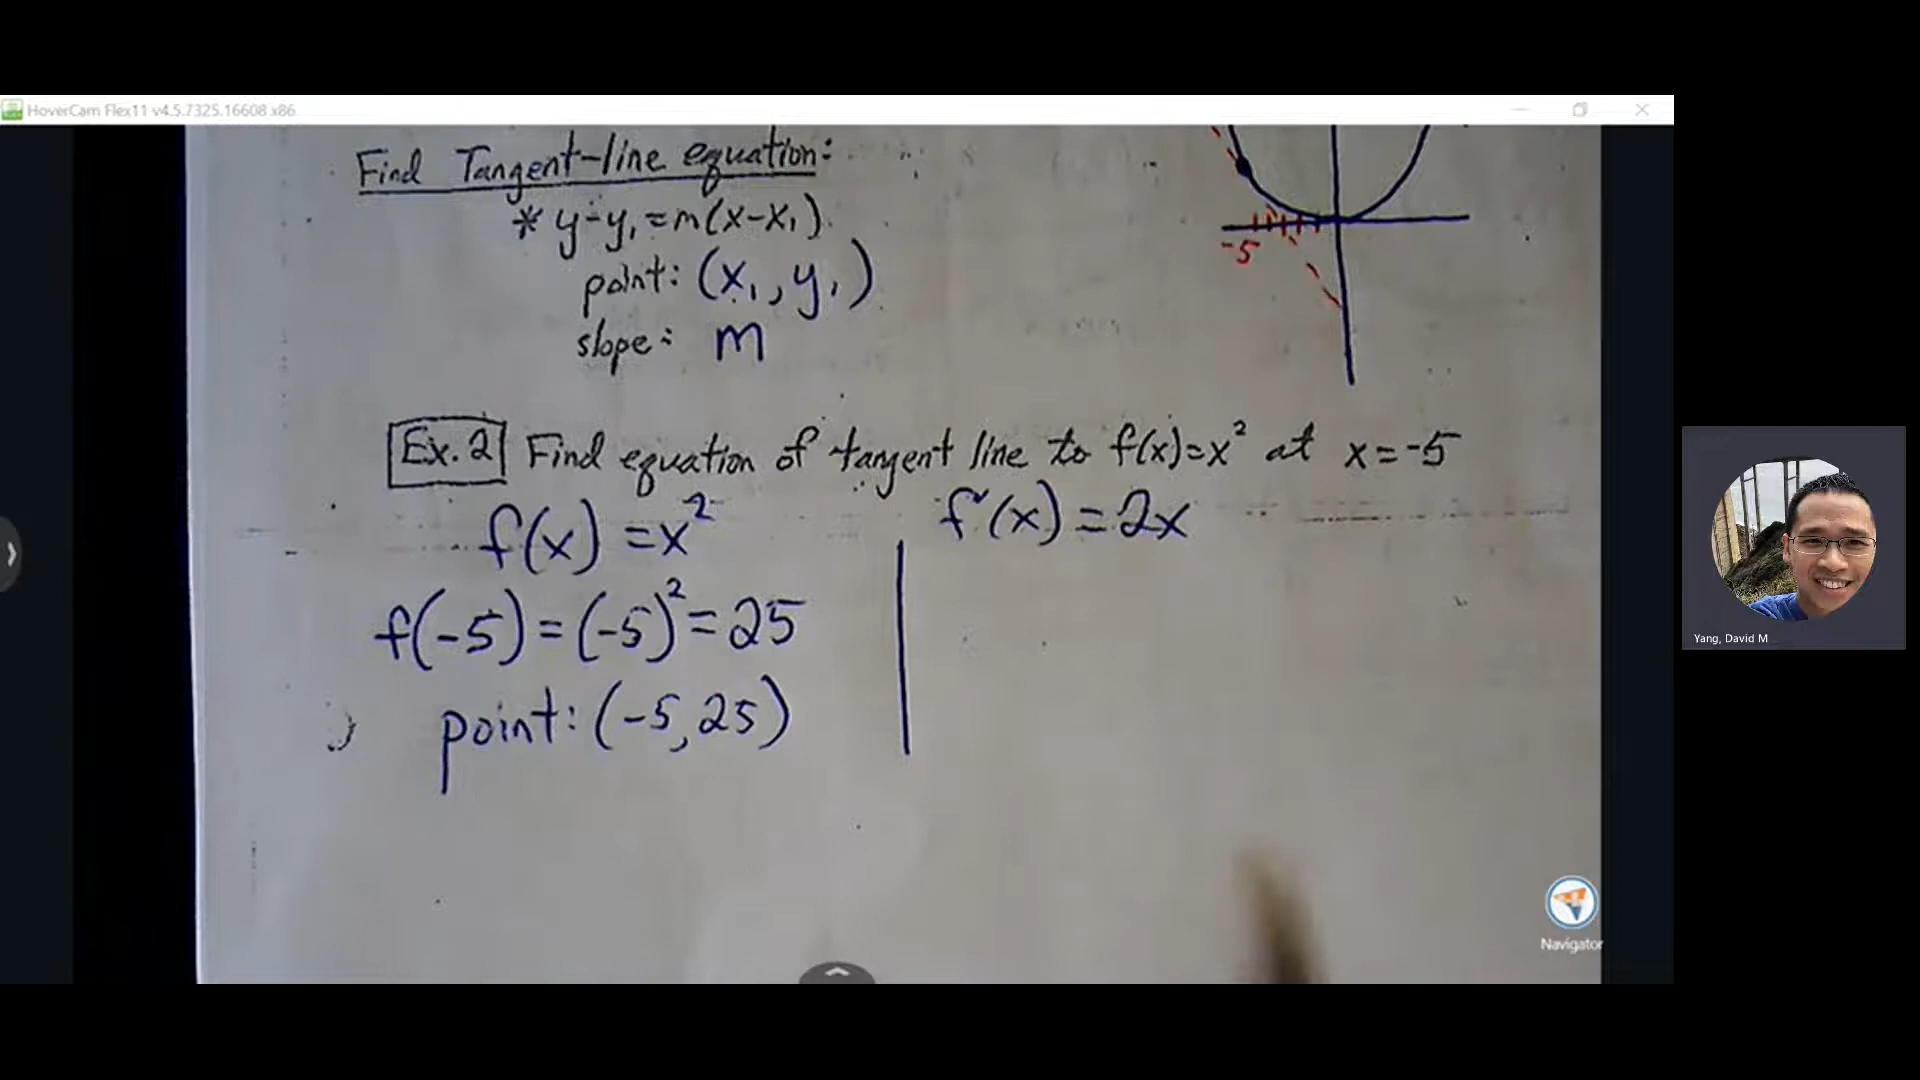 HoverCam Flex11 v4.5.7325.16608 x86
Find Tangent-line equation:
* y-y₁=m(x-x₁)
point: (x₁, y₁)
slope: m
-5
Ex. 2 Find equation of tangent line to f(x)=x² at x=-5
f(x)=x²
f(-5)=(-5)²=25
point: (-5,25)
f'(x)=2x
Yang, David M
Navigator